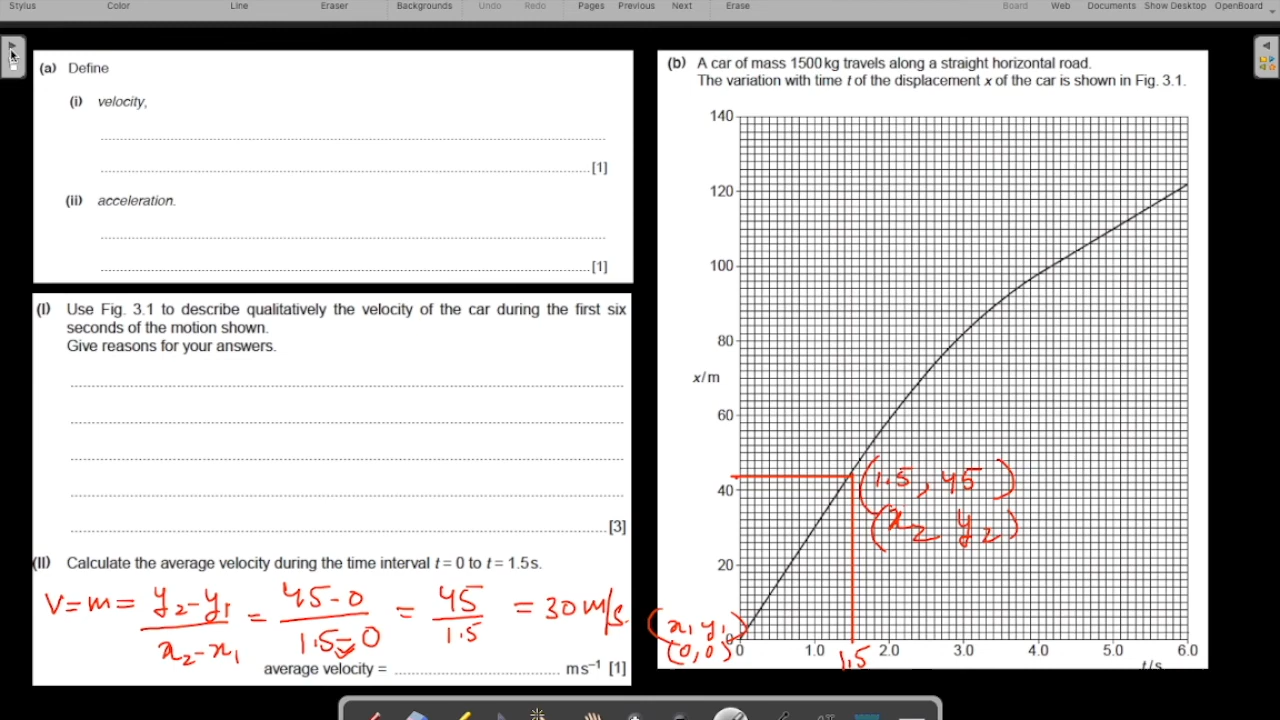 Stylus Color Line Eraser Backgrounds Undo Redo Pages Previous Next Erase Board Web Documents Show Desktop OpenBoard
(a) Define
(i) velocity,
[1]
(ii) acceleration.
[1]
(I) Use Fig. 3.1 to describe qualitatively the velocity of the car during the first six
seconds of the motion shown.
Give reasons for your answers.
[3]
(II) Calculate the average velocity during the time interval t = 0 to t = 1.5 s.
V = m = y₂-y₁ / x₂-x₁ = 45-0 / 1.5-0 = 45 / 1.5 = 30 m/s.
average velocity = ms⁻¹ [1]
(b) A car of mass 1500 kg travels along a straight horizontal road.
The variation with time t of the displacement x of the car is shown in Fig. 3.1.
140
120
100
80
x/m
60
(1.5, 45)
40
(x₂ y₂)
20
(x₁ y₁)
0
(0,0) 0 1.0 1.5 2.0 3.0 4.0 5.0 6.0
t/s